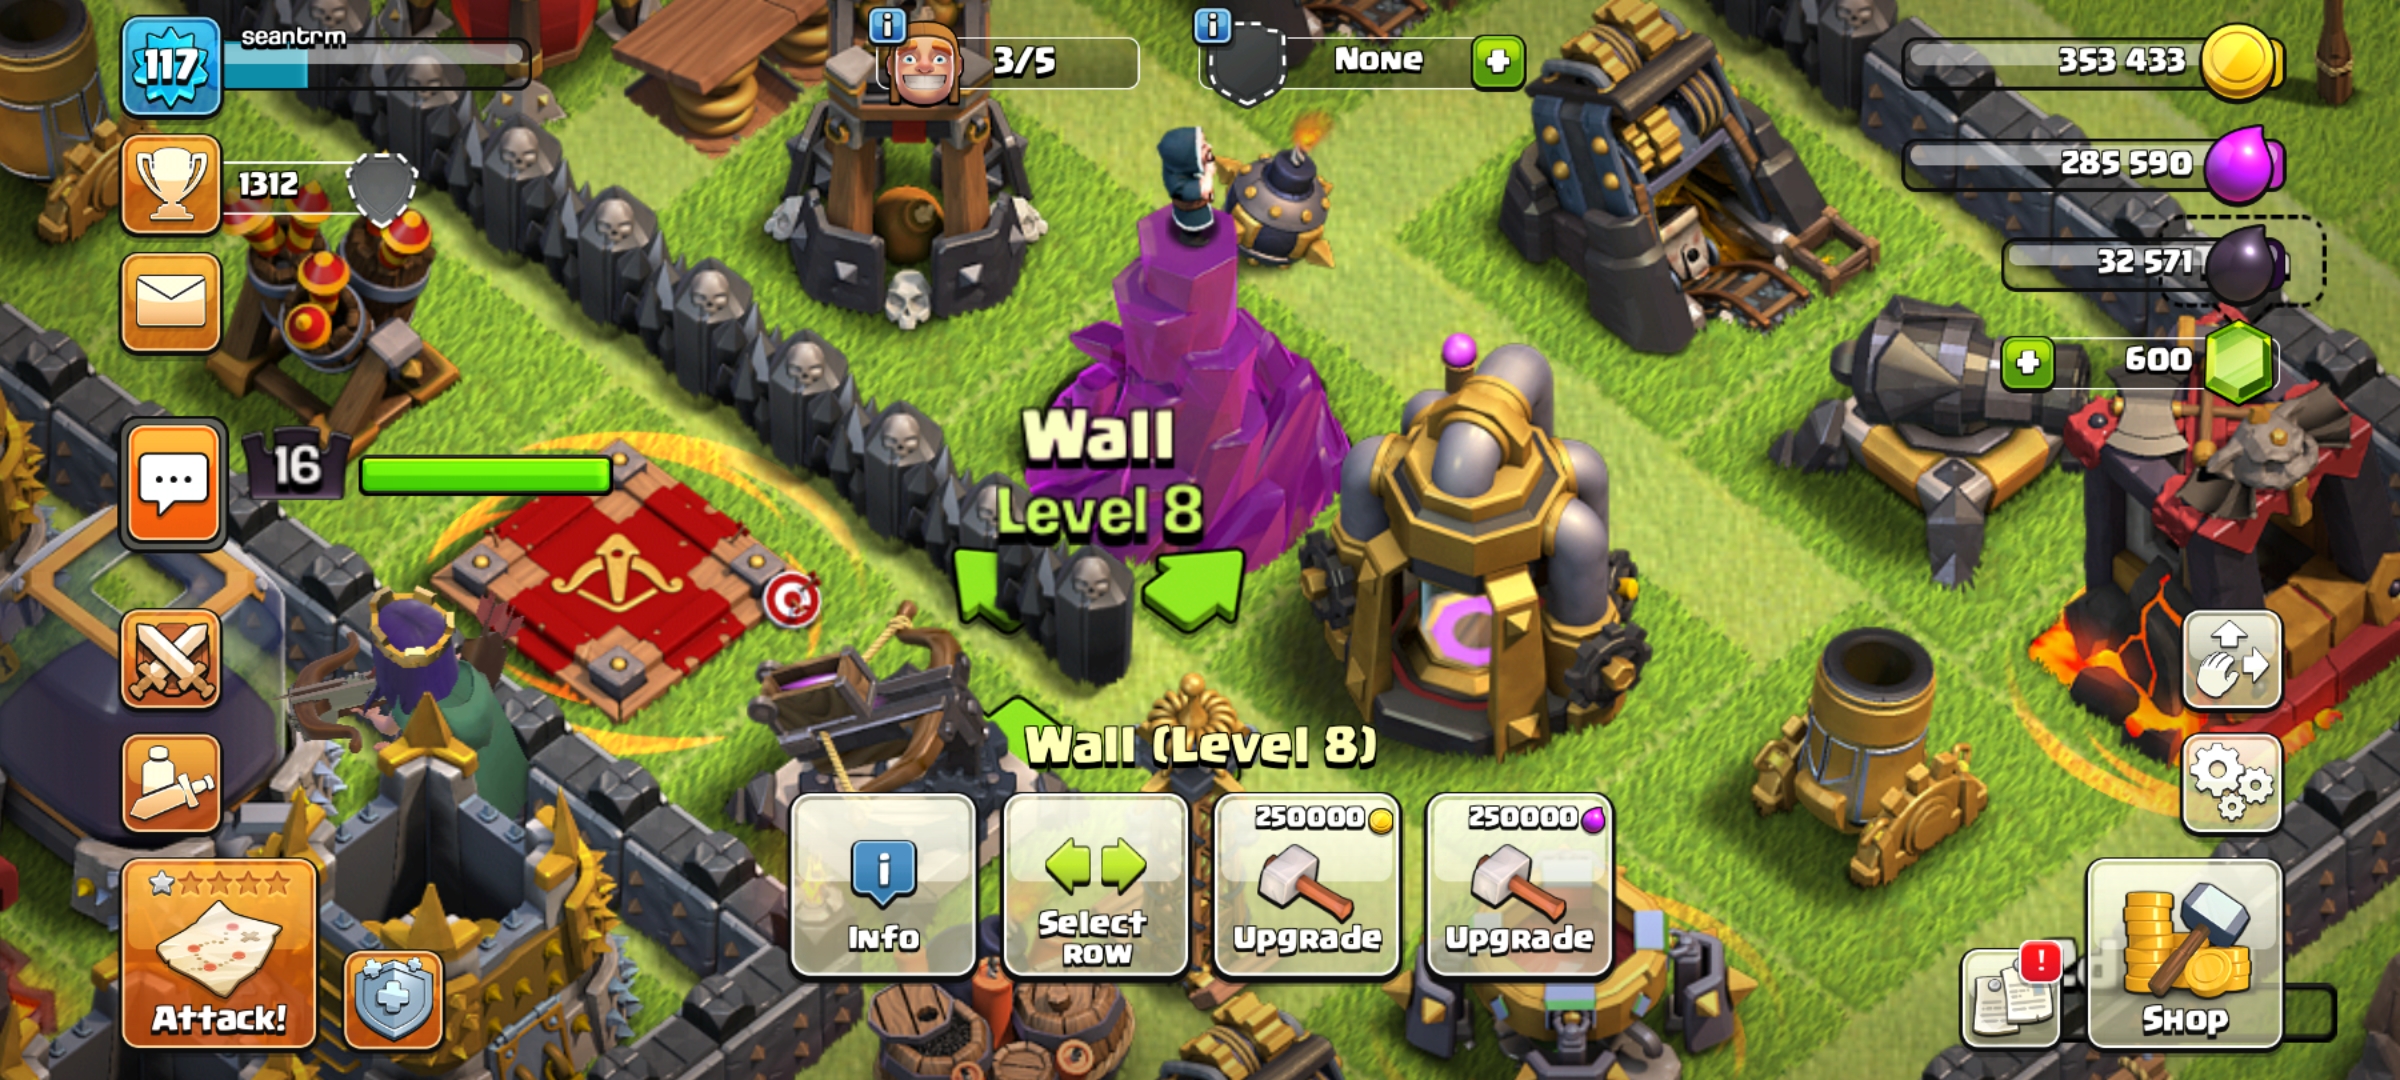 117
seantrm
3/5
None
353 433
1312
285 590
32 571
600
16
Wall
Level 8
Wall (Level 8)
Info
Select
Row
250000
Upgrade
250000
Upgrade
Attack!
!
Shop